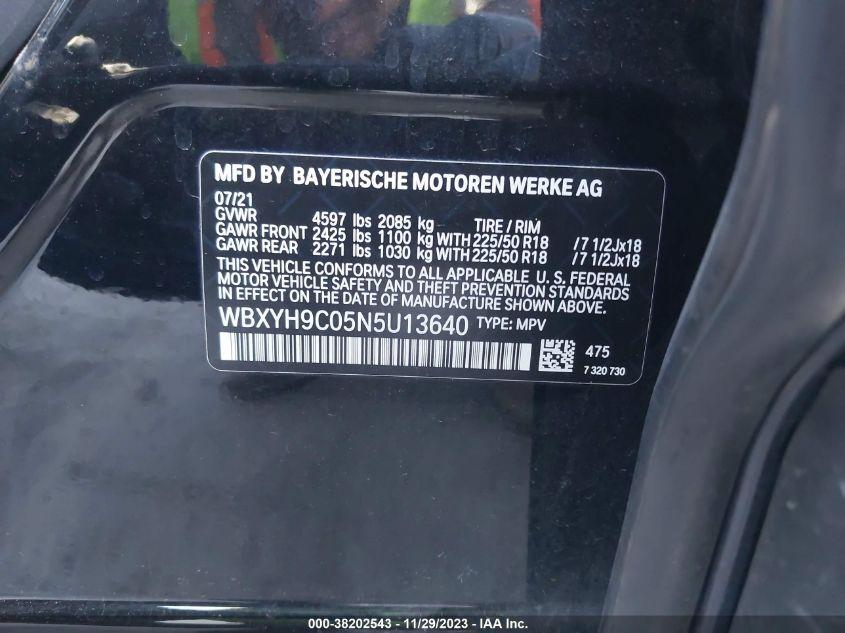 MFD BY BAYERISCHE MOTOREN WERKE AG
07/21
GVWR 4597 lbs 2085 kg TIRE / RIM
GAWR FRONT 2425 lbs 1100 kg WITH 225/50 R18 /7 1/2Jx18
GAWR REAR 2271 lbs 1030 kg WITH 225/50 R18 /7 1/2Jx18
THIS VEHICLE CONFORMS TO ALL APPLICABLE U. S. FEDERAL
MOTOR VEHICLE SAFETY AND THEFT PREVENTION STANDARDS
IN EFFECT ON THE DATE OF MANUFACTURE SHOWN ABOVE.
WBXYH9C05N5U13640 TYPE: MPV
475
7 320 730
000-38202543 - 11/29/2023 - IAA Inc.